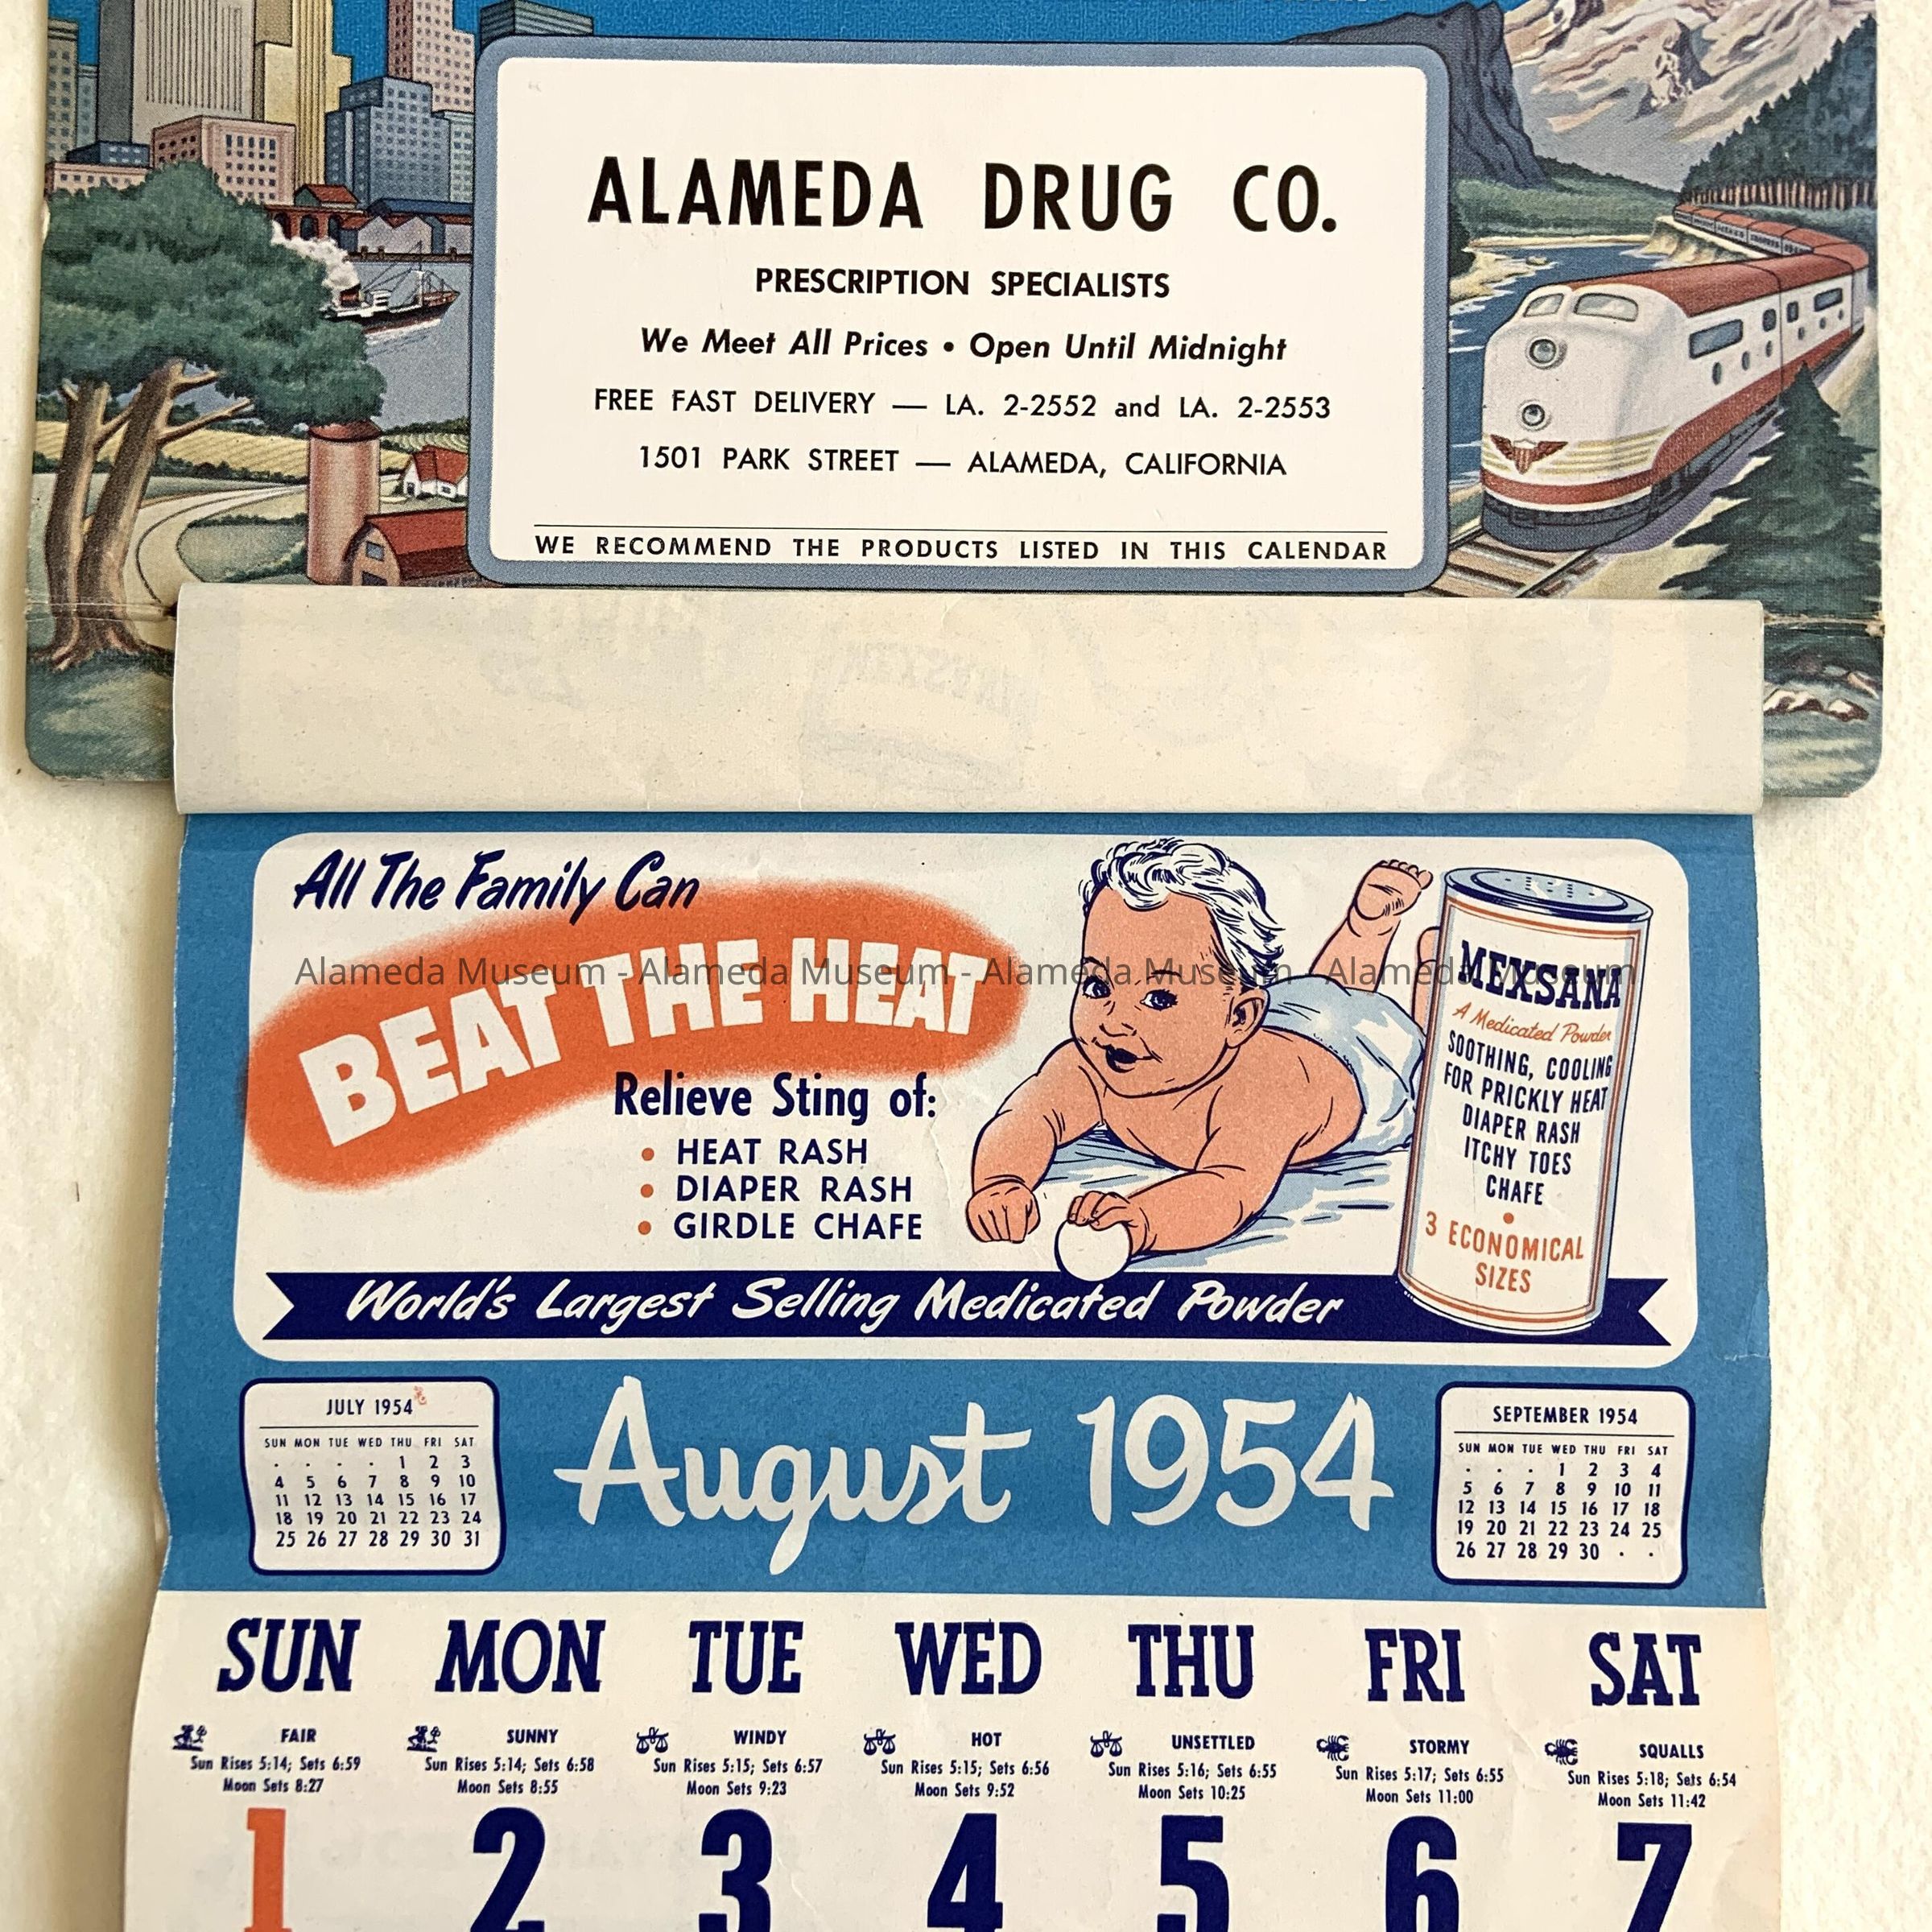 ALAMEDA DRUG CO.
PRESCRIPTION SPECIALISTS
We Meet All Prices • Open Until Midnight
FREE FAST DELIVERY — LA. 2-2552 and LA. 2-2553
1501 PARK STREET — ALAMEDA, CALIFORNIA
WE RECOMMEND THE PRODUCTS LISTED IN THIS CALENDAR
All The Family Can
BEAT THE HEAT
Alameda Museum - Alameda Museum - Alameda Museum - Alameda Museum
Relieve Sting of:
• HEAT RASH
• DIAPER RASH
• GIRDLE CHAFE
World's Largest Selling Medicated Powder
MEXSANA
A Medicated Powder
SOOTHING, COOLING
FOR PRICKLY HEAT
DIAPER RASH
ITCHY TOES
CHAFE
•
3 ECONOMICAL
SIZES
JULY 1954
SUN MON TUE WED THU FRI SAT
. . . . 1 2 3
4 5 6 7 8 9 10
11 12 13 14 15 16 17
18 19 20 21 22 23 24
25 26 27 28 29 30 31
August 1954
SEPTEMBER 1954
SUN MON TUE WED THU FRI SAT
. . . 1 2 3 4
5 6 7 8 9 10 11
12 13 14 15 16 17 18
19 20 21 22 23 24 25
26 27 28 29 30 . .
SUN MON TUE WED THU FRI SAT
FAIR
Sun Rises 5:14; Sets 6:59
Moon Sets 8:27
1
SUNNY
Sun Rises 5:14; Sets 6:58
Moon Sets 8:55
2
WINDY
Sun Rises 5:15; Sets 6:57
Moon Sets 9:23
3
HOT
Sun Rises 5:15; Sets 6:56
Moon Sets 9:52
4
UNSETTLED
Sun Rises 5:16; Sets 6:55
Moon Sets 10:25
5
STORMY
Sun Rises 5:17; Sets 6:55
Moon Sets 11:00
6
SQUALLS
Sun Rises 5:18; Sets 6:54
Moon Sets 11:42
7